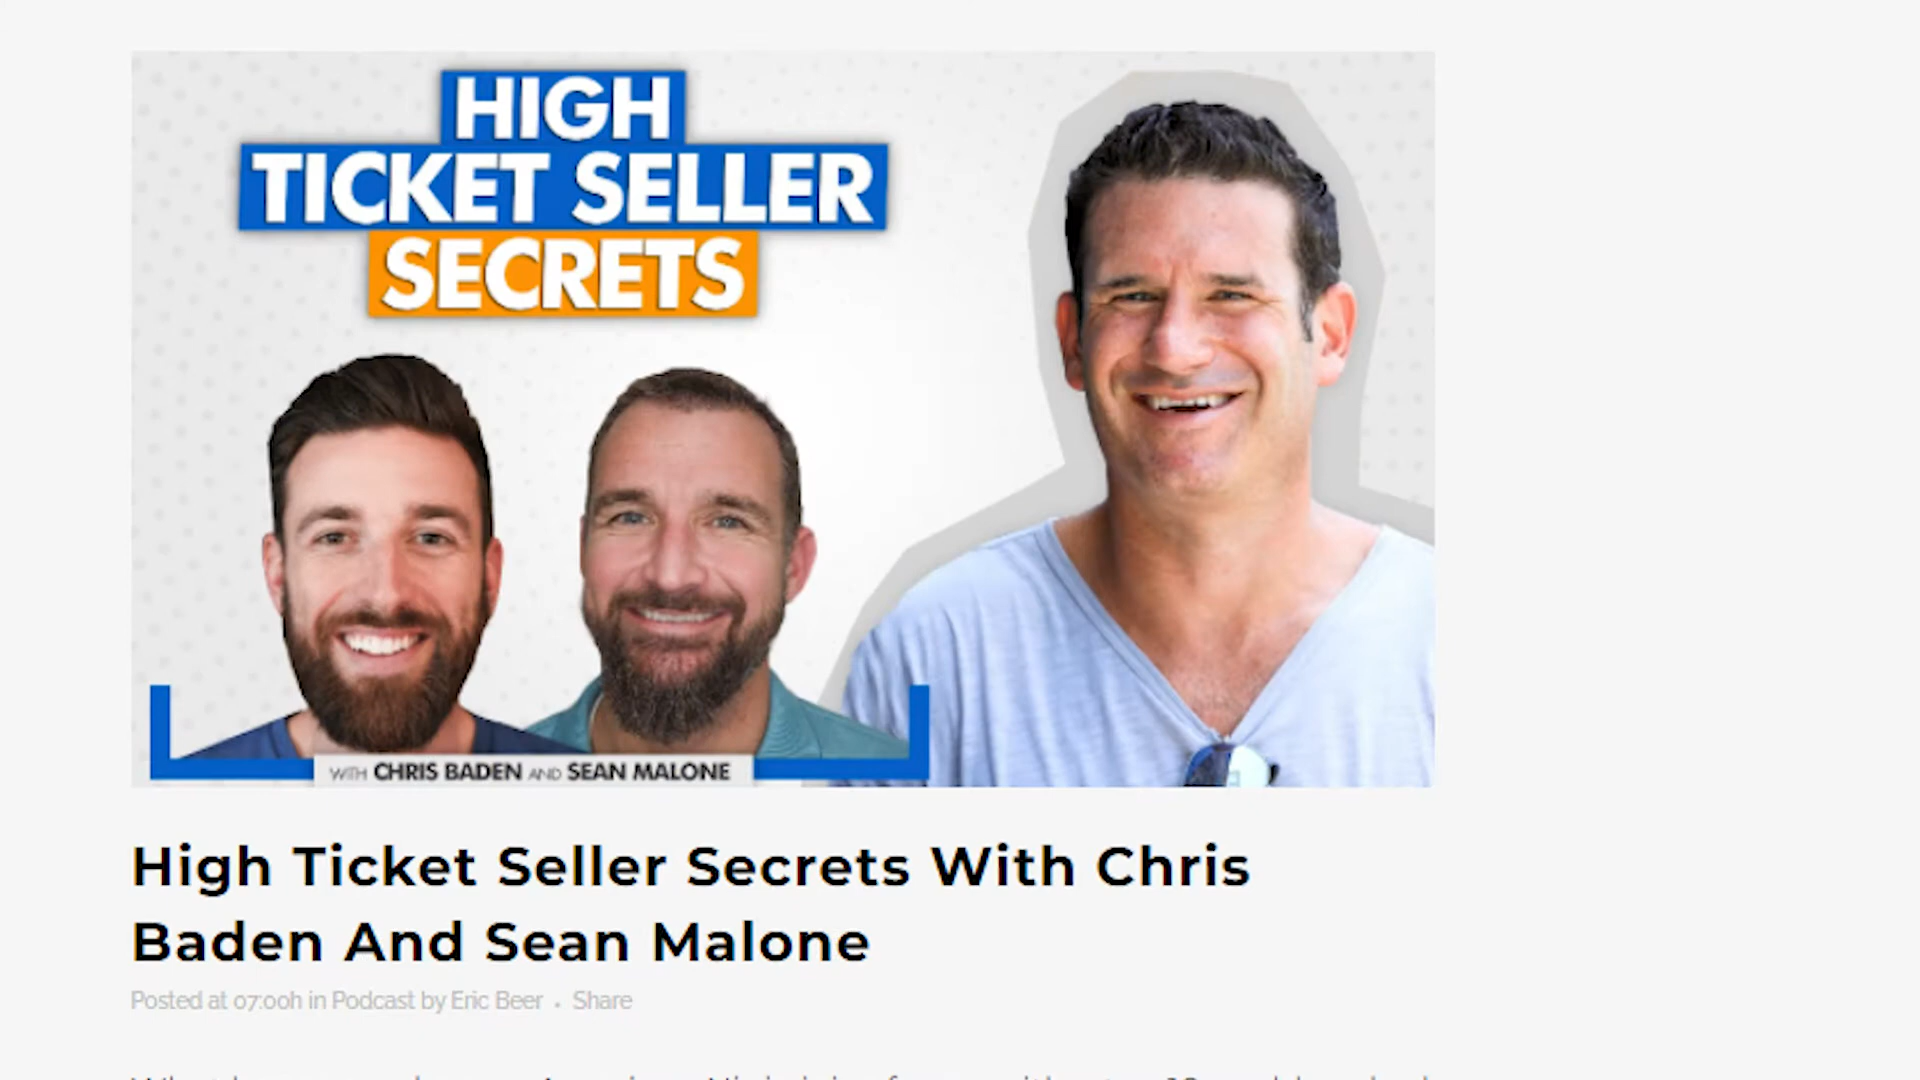 HIGH
TICKET SELLER
SECRETS
WITH CHRIS BADEN AND SEAN MALONE
High Ticket Seller Secrets With Chris
Baden And Sean Malone
Posted at 07:00h in Podcast by Eric Beer . Share